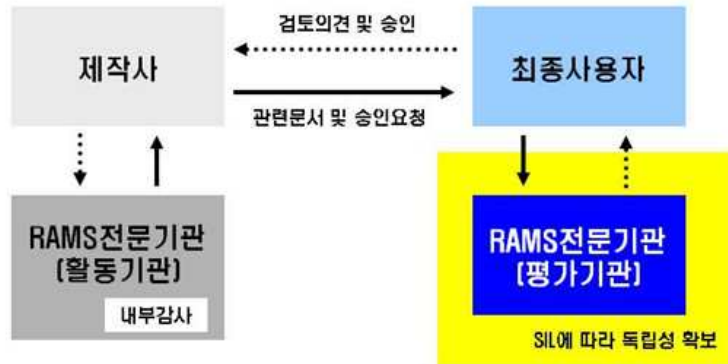 검토의견 및 승인
제작사
최종사용자
관련문서 및 승인요청
RAMS전문기관
(활동기관)
내부감사
RAMS전문기관
(평가기관)
SIL에 따라 독립성 확보